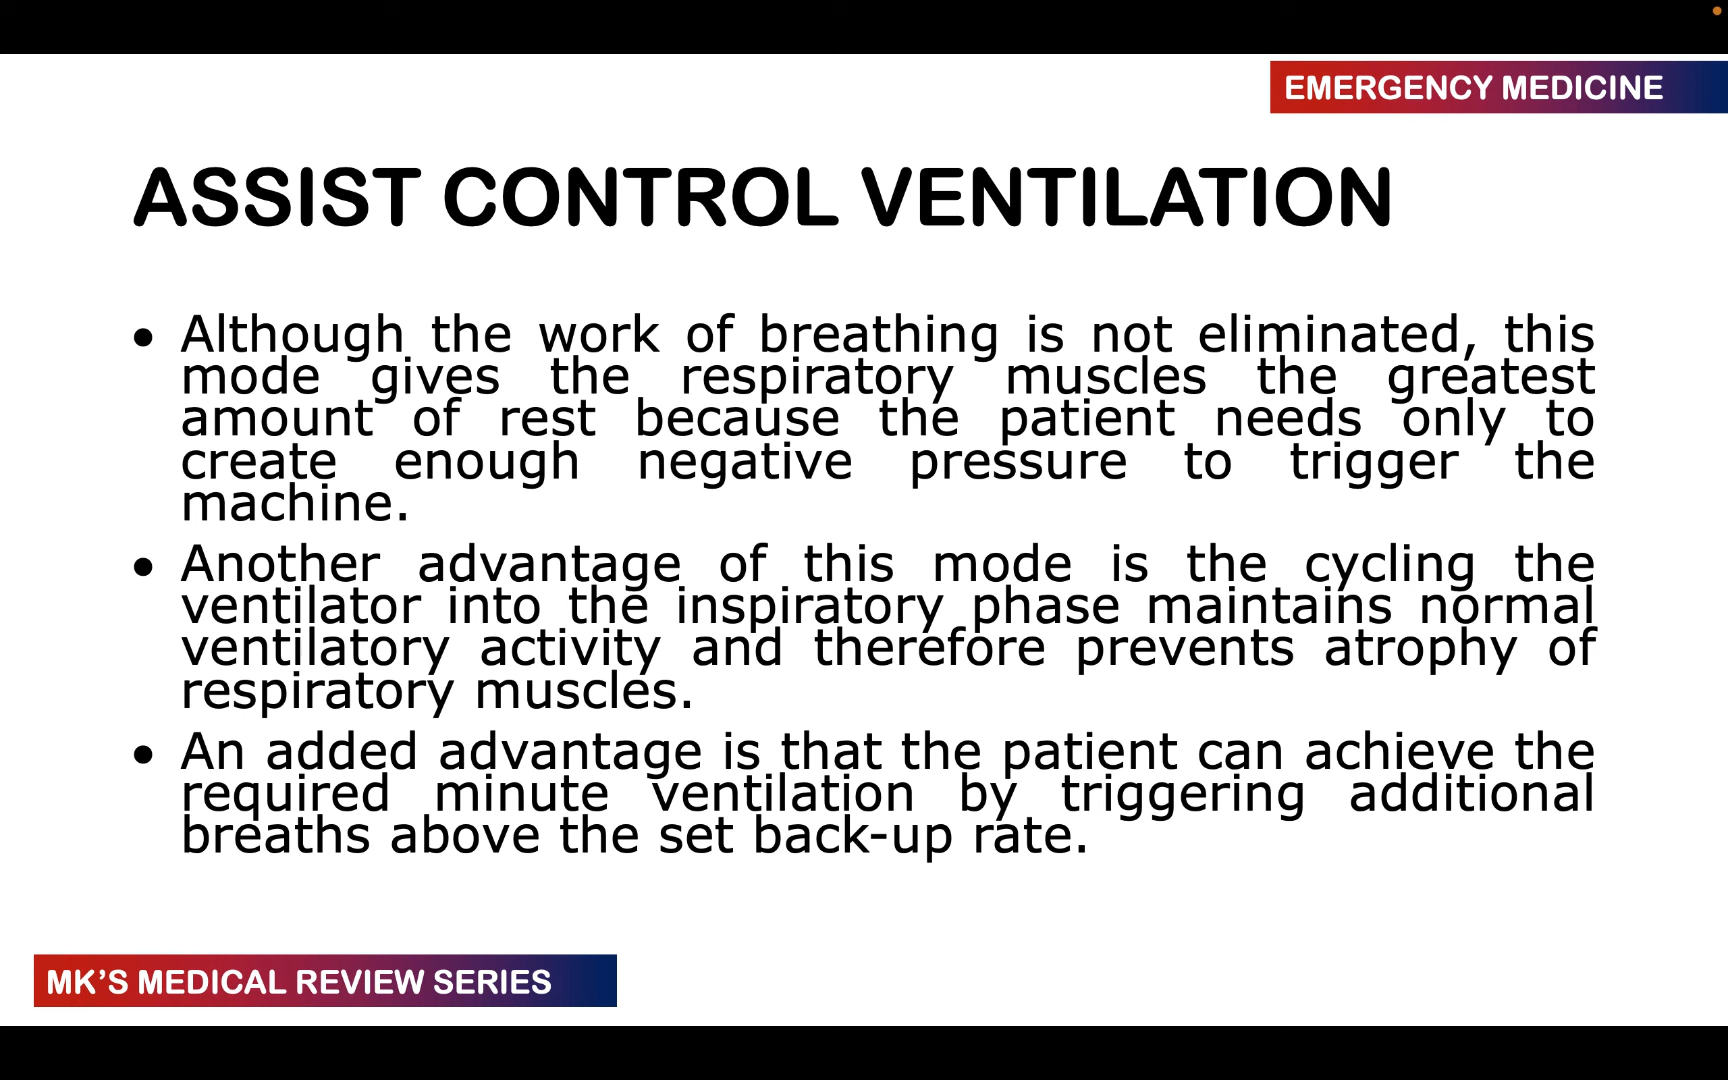 EMERGENCY MEDICINE
ASSIST CONTROL VENTILATION
• Although the work of breathing is not eliminated, this
mode gives the respiratory muscles the greatest
amount of rest because the patient needs only to
create enough negative pressure to trigger the
machine.
• Another advantage of this mode is the cycling the
ventilator into the inspiratory phase maintains normal
ventilatory activity and therefore prevents atrophy of
respiratory muscles.
• An added advantage is that the patient can achieve the
required minute ventilation by triggering additional
breaths above the set back-up rate.
MK'S MEDICAL REVIEW SERIES